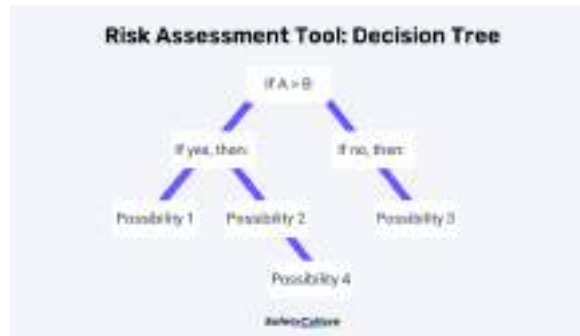 Risk Assessment Tool: Decision Tree
If A > B
If yes, then:
If no, then:
Possibility 1
Possibility 2
Possibility 3
Possibility 4
SafetyCulture